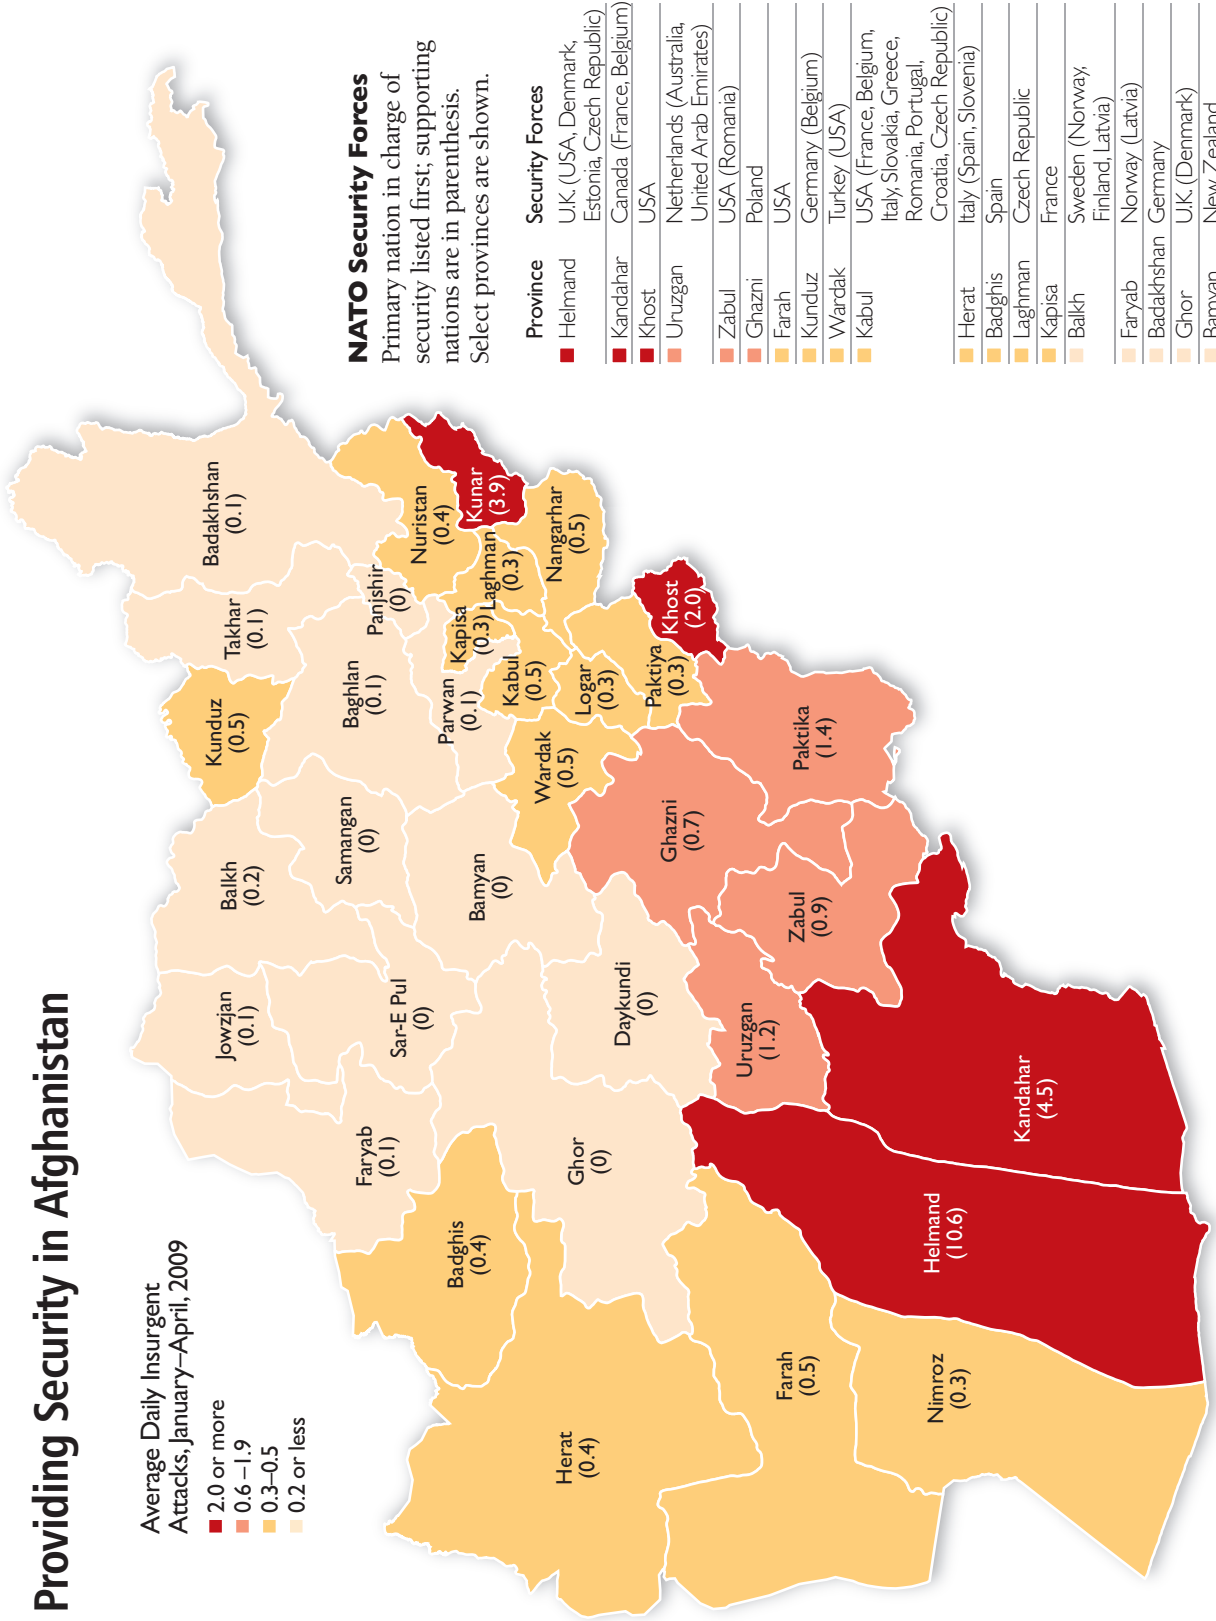 Providing Security in Afghanistan
Average Daily Insurgent
Attacks, January–April, 2009
2.0 or more
0.6–1.9
0.3–0.5
0.2 or less
Badakhshan
(0.1)
Takhar
(0.1)
Kunduz
(0.5)
Balkh
(0.2)
Jowzjan
(0.1)
Samangan
(0)
Baghlan
(0.1)
Panjshir
(0)
Nuristan
(0.4)
Kunar
(3.9)
Laghman
(0.3)
Kapisa
(0.3)
Parwan
(0.1)
Nangarhar
(0.5)
Kabul
(0.5)
Logar
(0.3)
Paktiya
(0.3)
Khost
(2.0)
Wardak
(0.5)
Bamyan
(0)
Sar-E Pul
(0)
Faryab
(0.1)
Badghis
(0.4)
Ghor
(0)
Daykundi
(0)
Ghazni
(0.7)
Paktika
(1.4)
Zabul
(0.9)
Uruzgan
(1.2)
Herat
(0.4)
Farah
(0.5)
Nimroz
(0.3)
Helmand
(10.6)
Kandahar
(4.5)
NATO Security Forces
Primary nation in charge of
security listed first; supporting
nations are in parenthesis.
Select provinces are shown.
Province Security Forces
Helmand U.K. (USA, Denmark,
Estonia, Czech Republic)
Kandahar Canada (France, Belgium)
Khost USA
Uruzgan Netherlands (Australia,
United Arab Emirates)
Zabul USA (Romania)
Ghazni Poland
Farah USA
Kunduz Germany (Belgium)
Wardak Turkey (USA)
Kabul USA (France, Belgium,
Italy, Slovakia, Greece,
Romania, Portugal,
Croatia, Czech Republic)
Herat Italy (Spain, Slovenia)
Badghis Spain
Laghman Czech Republic
Kapisa France
Balkh Sweden (Norway,
Finland, Latvia)
Faryab Norway (Latvia)
Badakhshan Germany
Ghor U.K. (Denmark)
Bamyan New Zealand